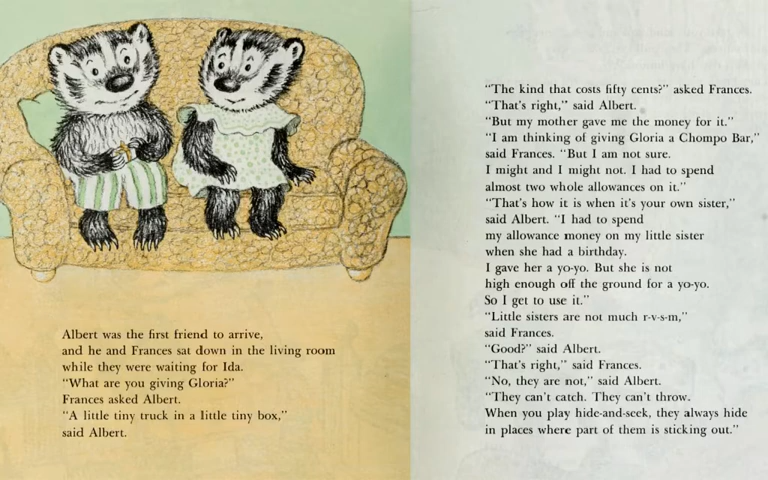 Albert was the first friend to arrive,
and he and Frances sat down in the living room
while they were waiting for Ida.
"What are you giving Gloria?"
Frances asked Albert.
"A little tiny truck in a little tiny box,"
said Albert.
"The kind that costs fifty cents?" asked Frances.
"That's right," said Albert.
"But my mother gave me the money for it."
"I am thinking of giving Gloria a Chompo Bar,"
said Frances. "But I am not sure.
I might and I might not. I had to spend
almost two whole allowances on it."
"That's how it is when it's your own sister,"
said Albert. "I had to spend
my allowance money on my little sister
when she had a birthday.
I gave her a yo-yo. But she is not
high enough off the ground for a yo-yo.
So I get to use it."
"Little sisters are not much r-v-s-m,"
said Frances.
"Good?" said Albert.
"That's right," said Frances.
"No, they are not," said Albert.
"They can't catch. They can't throw.
When you play hide-and-seek, they always hide
in places where part of them is sticking out."